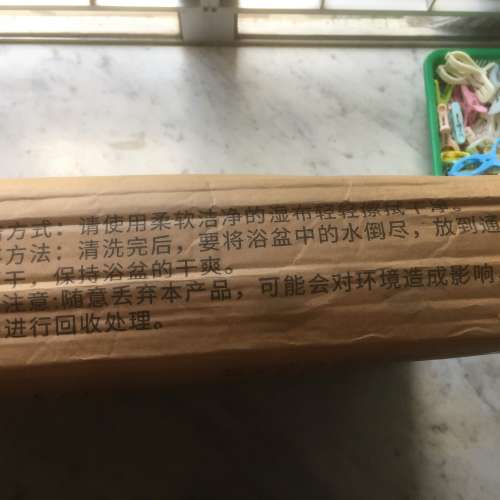 方式：请使用柔软洁净的湿布轻轻擦拭干净。
方法：清洗完后，要将浴盆中的水倒尽，放到通
干，保持浴盆的干爽。
注意:随意丢弃本产品，可能会对环境造成影响
进行回收处理。